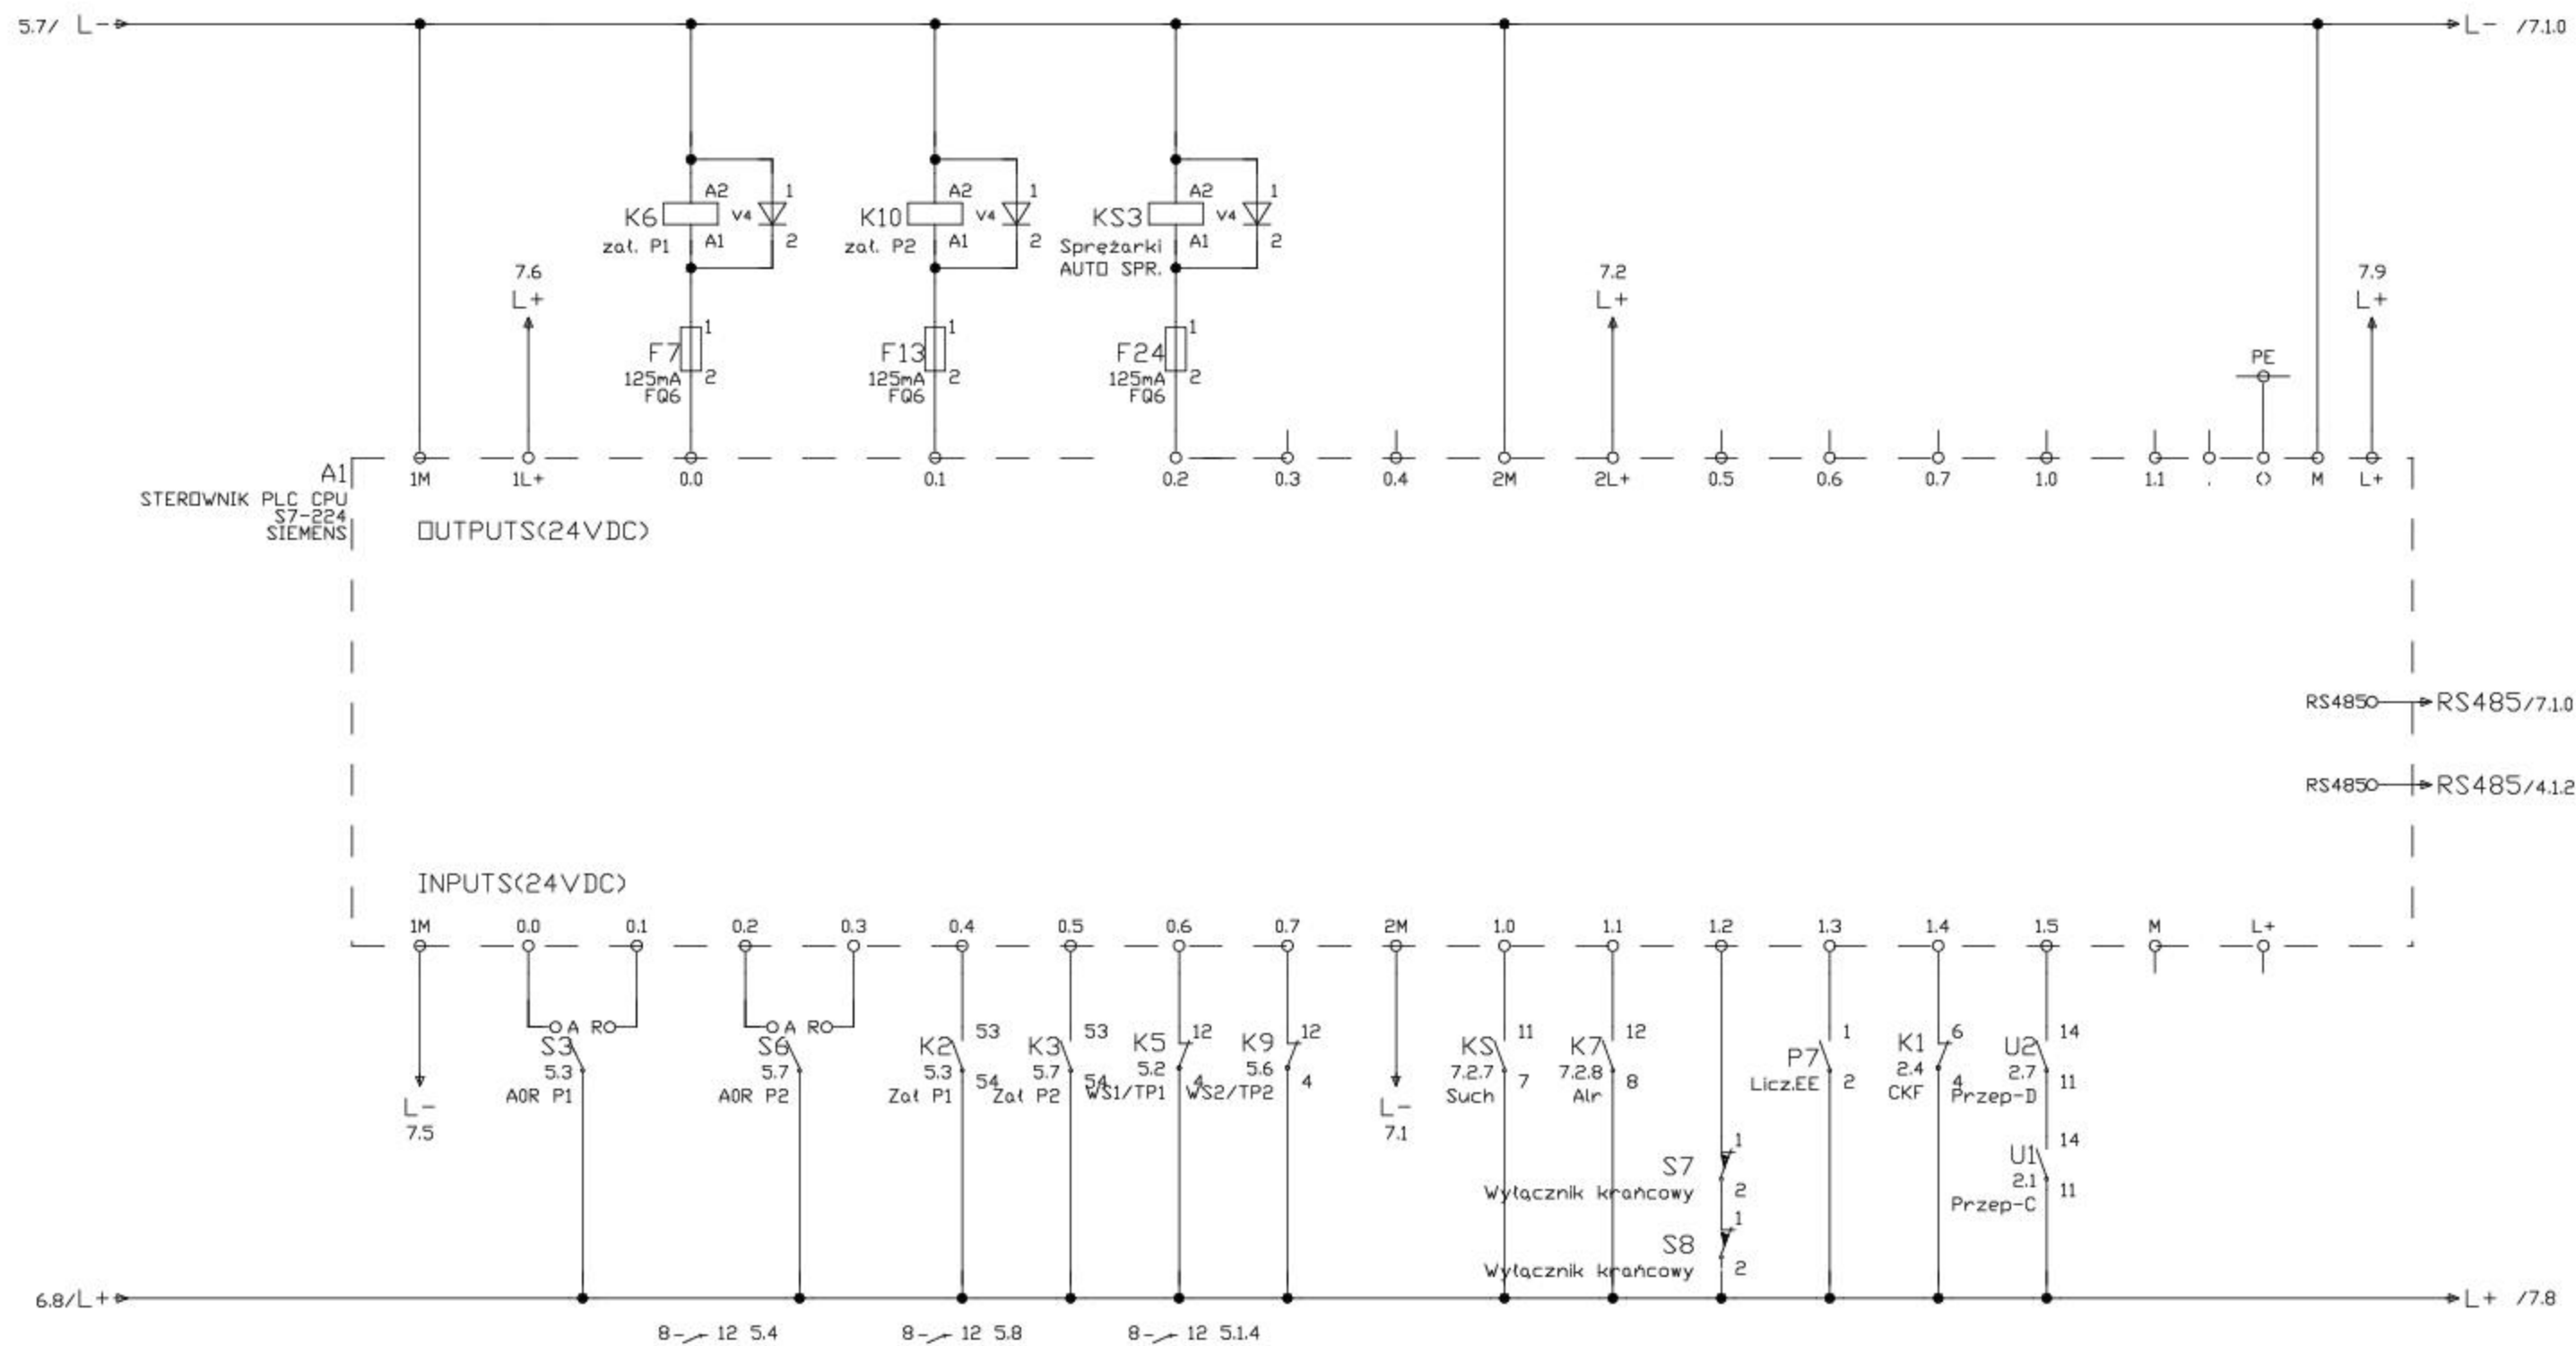 5.7/ L-
L- /7.1.0
A2 1
K6 V4
zał. P1 A1 2
A2 1
K10 V4
zał. P2 A1 2
A2 1
KS3 V4
Sprężarki A1 2
AUTO SPR.
7.6
L+
7.2
L+
7.9
L+
1
F7
125mA 2
FQ6
1
F13
125mA 2
FQ6
1
F24
125mA 2
FQ6
PE
A1
STEROWNIK PLC CPU
S7-224
SIEMENS
1M 1L+ 0.0 0.1 0.2 0.3 0.4 2M 2L+ 0.5 0.6 0.7 1.0 1.1 . M L+
OUTPUTS(24VDC)
RS485 RS485/7.1.0
RS485 RS485/4.1.2
INPUTS(24VDC)
1M 0.0 0.1 0.2 0.3 0.4 0.5 0.6 0.7 2M 1.0 1.1 1.2 1.3 1.4 1.5 M L+
L-
7.5
A R
S3
5.3
AOR P1
A R
S6
5.7
AOR P2
53
K2
5.3
54
Zał P1
53
K3
5.7
54
Zał P2
12
K5
5.2
4
WS1/TP1
12
K9
5.6
4
WS2/TP2
L-
7.1
11
KS
7.2.7
7
Such
12
K7
7.2.8
8
Alr
1
S7
2
Wyłącznik krańcowy
1
S8
2
Wyłącznik krańcowy
1
P7
2
Licz.EE
6
K1
2.4
4
CKF
14
U2
2.7
11
Przep-D
14
U1
2.1
11
Przep-C
6.8/L+
L+ /7.8
8 12 5.4
8 12 5.8
8 12 5.1.4